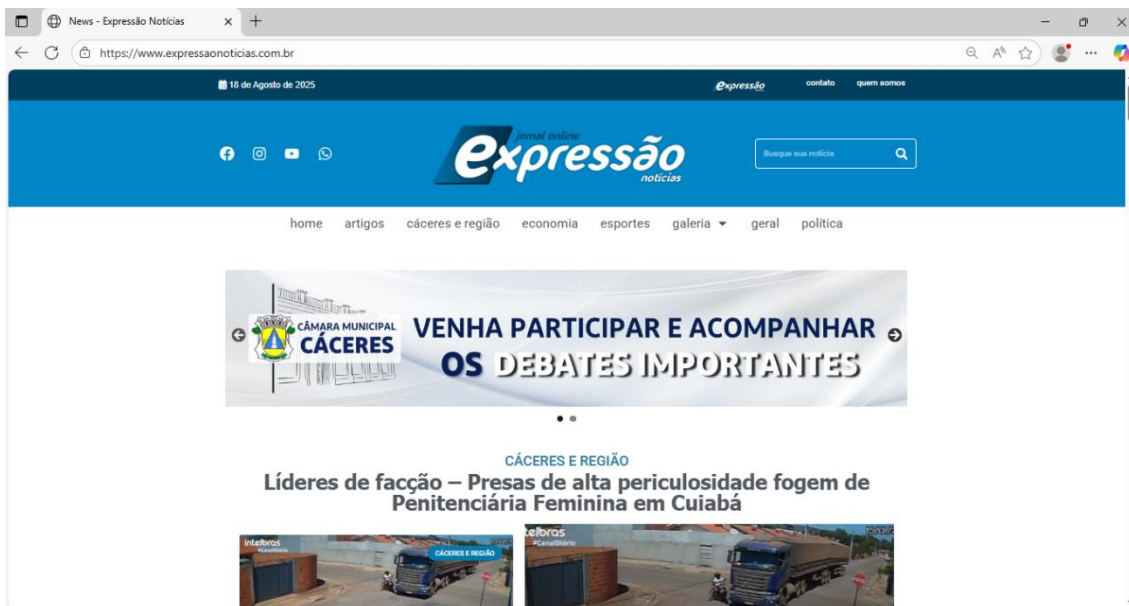 News - Expressão Notícias
https://www.expressaonoticias.com.br
18 de Agosto de 2025
expressão contato quem somos
jornal online
expressão
notícias
Busque sua notícia
home artigos cáceres e região economia esportes galeria geral política
CÂMARA MUNICIPAL
CÁCERES
VENHA PARTICIPAR E ACOMPANHAR
OS DEBATES IMPORTANTES
CÁCERES E REGIÃO
Líderes de facção – Presas de alta periculosidade fogem de
Penitenciária Feminina em Cuiabá
intelbras
#CanalDiário
CÁCERES E REGIÃO
telbras
#CanalDiário